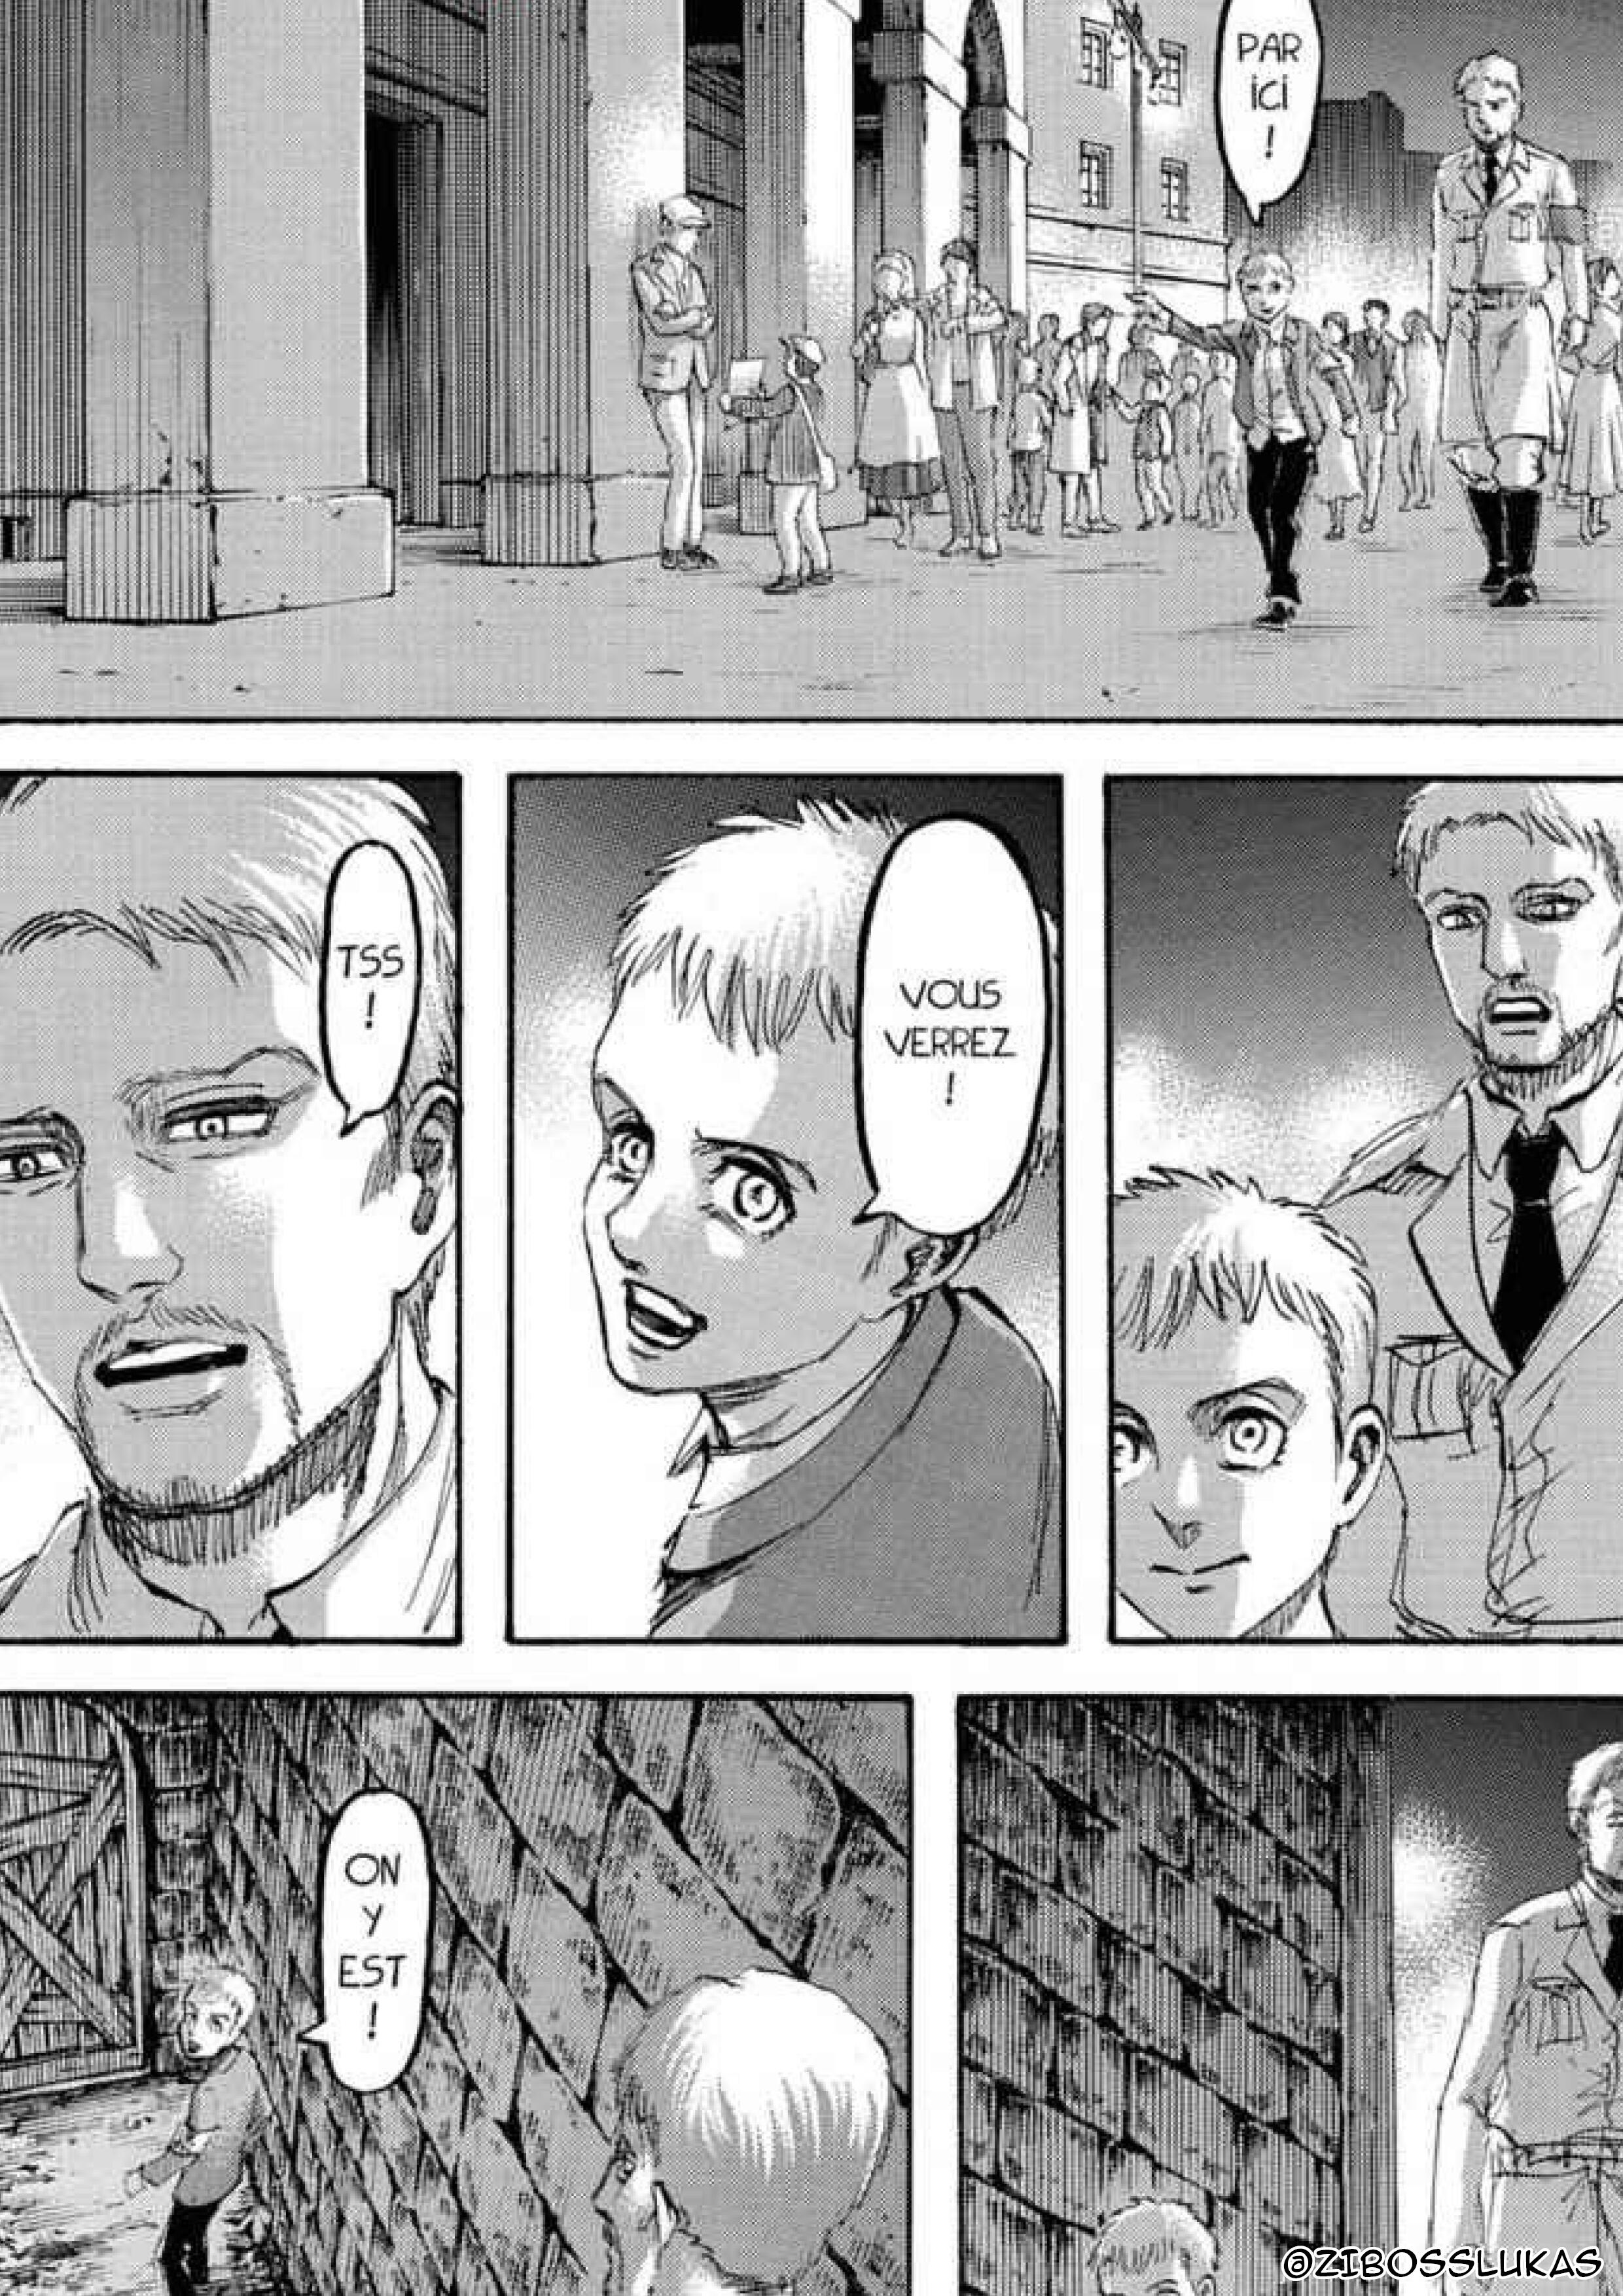 PAR
iCi
!
VOUS
VERREZ
!
TSS
!
ON
Y
EST
!
@ZIBOSSLUKAS